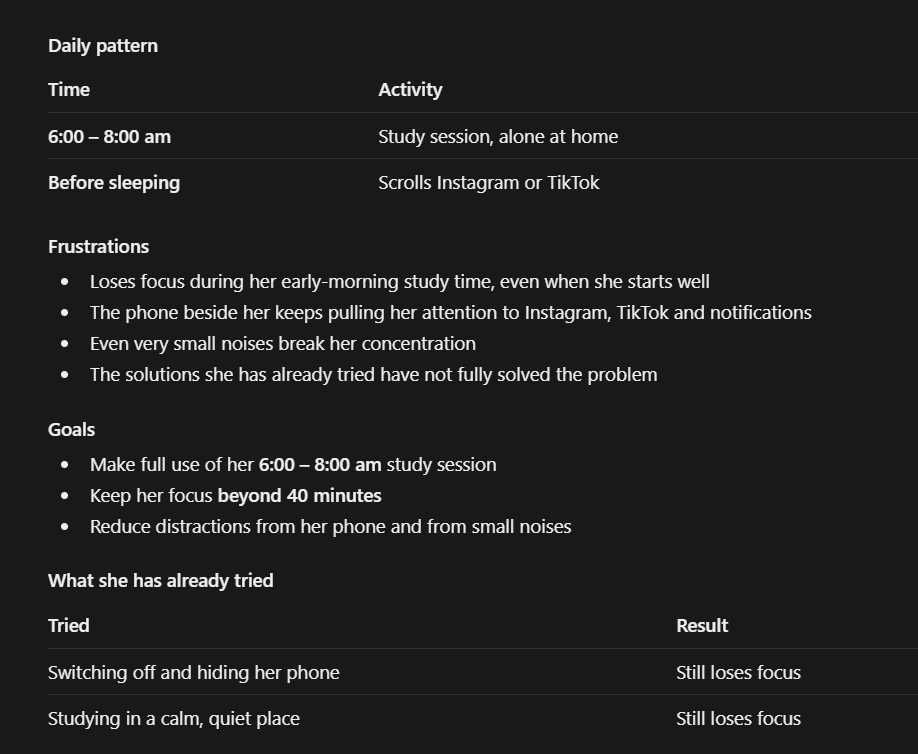 Daily pattern
Time Activity
6:00 – 8:00 am Study session, alone at home
Before sleeping Scrolls Instagram or TikTok
Frustrations
• Loses focus during her early-morning study time, even when she starts well
• The phone beside her keeps pulling her attention to Instagram, TikTok and notifications
• Even very small noises break her concentration
• The solutions she has already tried have not fully solved the problem
Goals
• Make full use of her 6:00 – 8:00 am study session
• Keep her focus beyond 40 minutes
• Reduce distractions from her phone and from small noises
What she has already tried
Tried Result
Switching off and hiding her phone Still loses focus
Studying in a calm, quiet place Still loses focus